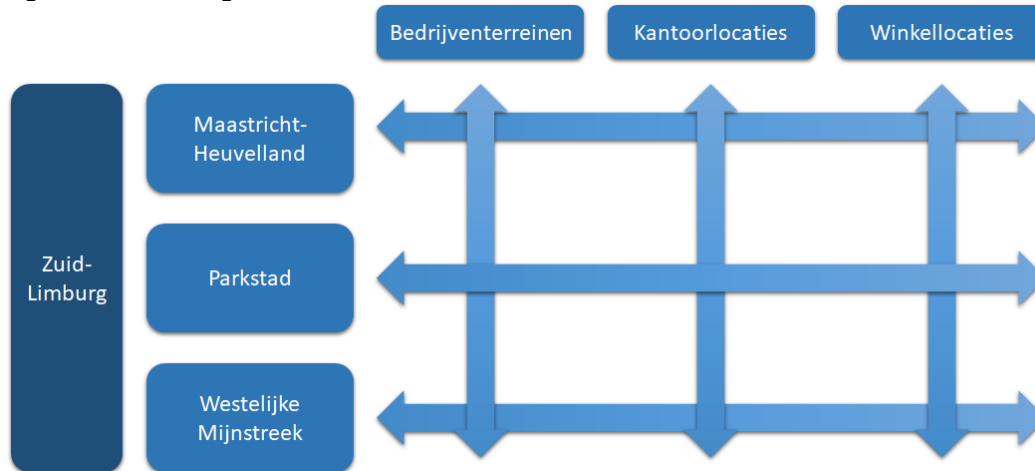 Bedrijventerreinen
Kantoorlocaties
Winkellocaties
Maastricht-
Heuvelland
Zuid-
Limburg
Parkstad
Westelijke
Mijnstreek